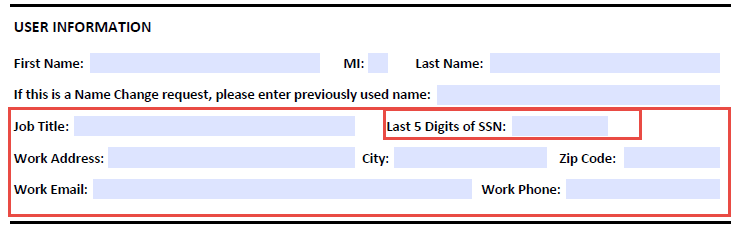 USER INFORMATION
First Name: MI: Last Name:
If this is a Name Change request, please enter previously used name:
Job Title: Last 5 Digits of SSN:
Work Address: City: Zip Code:
Work Email: Work Phone: